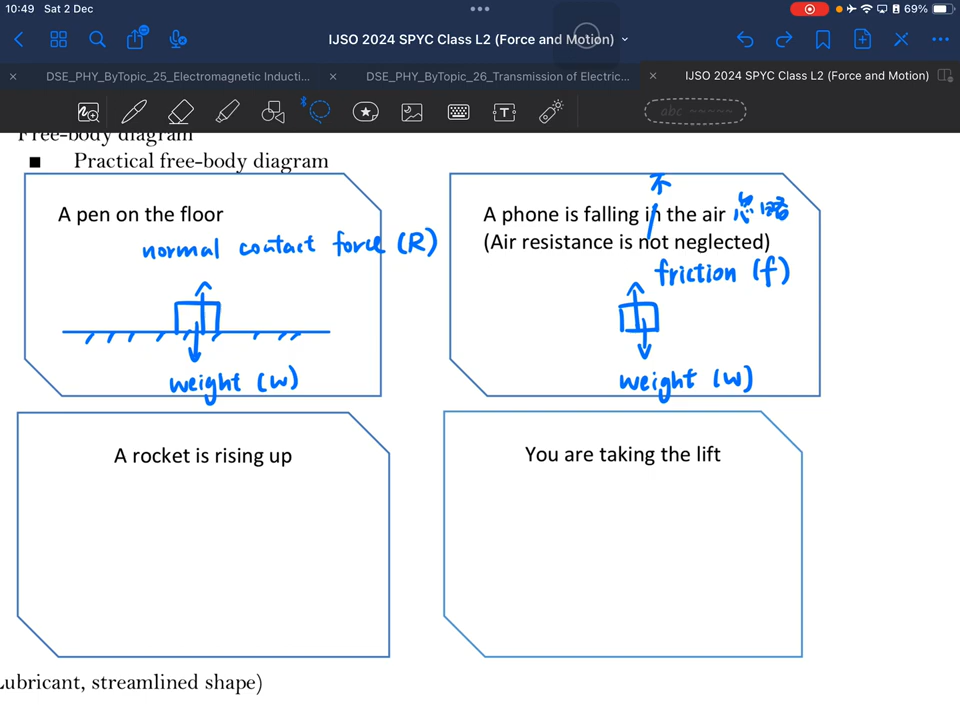 10:49 Sat 2 Dec
69%
IJSO 2024 SPYC Class L2 (Force and Motion)
DSE_PHY_ByTopic_25_Electromagnetic Inducti...
DSE_PHY_ByTopic_26_Transmission of Electric...
IJSO 2024 SPYC Class L2 (Force and Motion)
abc
Free-body diagram
■ Practical free-body diagram
A pen on the floor
normal contact force (R)
weight (W)
不
A phone is falling in the air 忽略
(Air resistance is not neglected)
friction (f)
weight (W)
A rocket is rising up
You are taking the lift
Lubricant, streamlined shape)